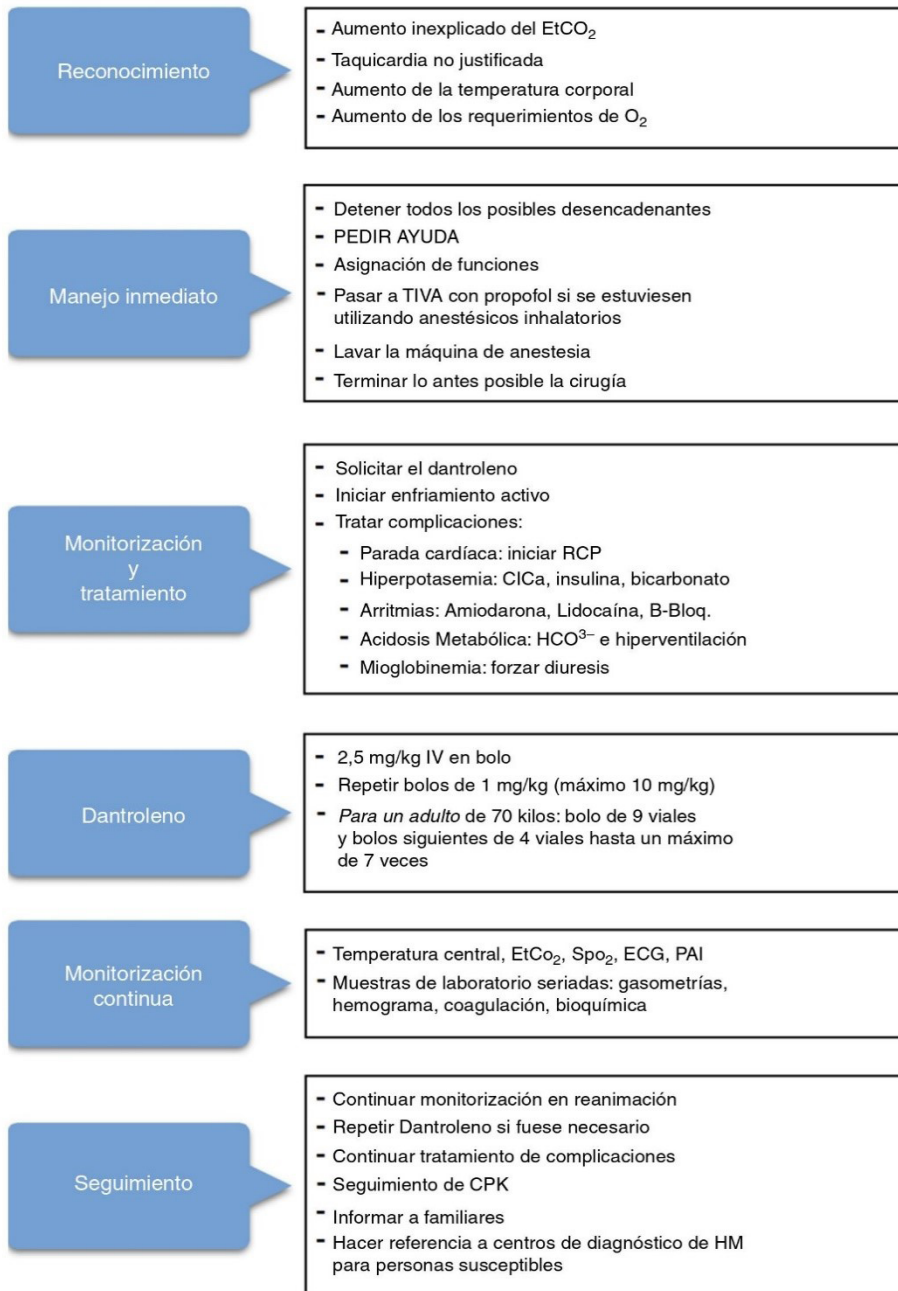 Reconocimiento
- Aumento inexplicado del EtCO₂
- Taquicardia no justificada
- Aumento de la temperatura corporal
- Aumento de los requerimientos de O₂
Manejo inmediato
- Detener todos los posibles desencadenantes
- PEDIR AYUDA
- Asignación de funciones
- Pasar a TIVA con propofol si se estuviesen
utilizando anestésicos inhalatorios
- Lavar la máquina de anestesia
- Terminar lo antes posible la cirugía
Monitorización
y
tratamiento
- Solicitar el dantroleno
- Iniciar enfriamiento activo
- Tratar complicaciones:
- Parada cardíaca: iniciar RCP
- Hiperpotasemia: ClCa, insulina, bicarbonato
- Arritmias: Amiodarona, Lidocaína, B-Bloq.
- Acidosis Metabólica: HCO³⁻ e hiperventilación
- Mioglobinemia: forzar diuresis
Dantroleno
- 2,5 mg/kg IV en bolo
- Repetir bolos de 1 mg/kg (máximo 10 mg/kg)
- Para un adulto de 70 kilos: bolo de 9 viales
y bolos siguientes de 4 viales hasta un máximo
de 7 veces
Monitorización
continua
- Temperatura central, EtCo₂, Spo₂, ECG, PAI
- Muestras de laboratorio seriadas: gasometrías,
hemograma, coagulación, bioquímica
Seguimiento
- Continuar monitorización en reanimación
- Repetir Dantroleno si fuese necesario
- Continuar tratamiento de complicaciones
- Seguimiento de CPK
- Informar a familiares
- Hacer referencia a centros de diagnóstico de HM
para personas susceptibles